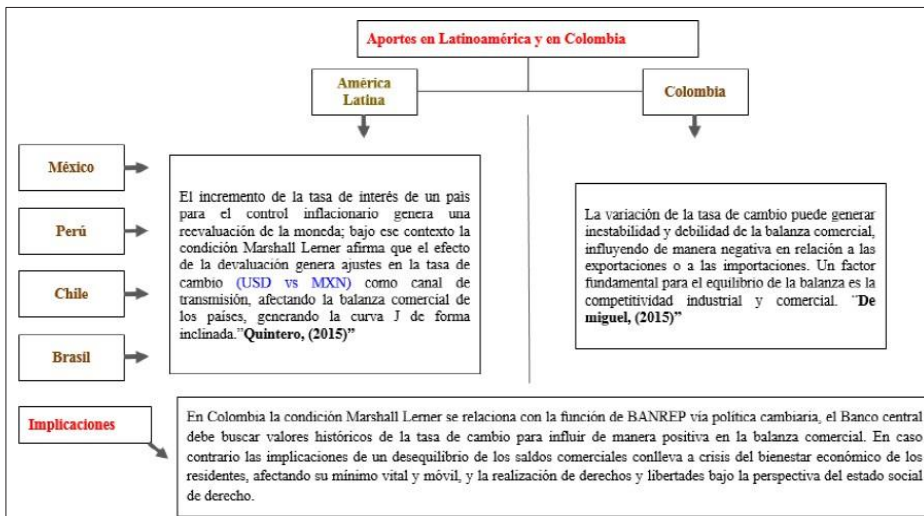 Aportes en Latinoamérica y en Colombia
América
Latina
Colombia
México
Perú
Chile
Brasil
El incremento de la tasa de interés de un país
para el control inflacionario genera una
reevaluación de la moneda; bajo ese contexto la
condición Marshall Lerner afirma que el efecto
de la devaluación genera ajustes en la tasa de
cambio (USD vs MXN) como canal de
transmisión, afectando la balanza comercial de
los países, generando la curva J de forma
inclinada."Quintero, (2015)"
La variación de la tasa de cambio puede generar
inestabilidad y debilidad de la balanza comercial,
influyendo de manera negativa en relación a las
exportaciones o a las importaciones. Un factor
fundamental para el equilibrio de la balanza es la
competitividad industrial y comercial. "De
miguel, (2015)"
Implicaciones
En Colombia la condición Marshall Lerner se relaciona con la función de BANREP vía política cambiaria, el Banco central
debe buscar valores históricos de la tasa de cambio para influir de manera positiva en la balanza comercial. En caso
contrario las implicaciones de un desequilibrio de los saldos comerciales conlleva a crisis del bienestar económico de los
residentes, afectando su mínimo vital y móvil, y la realización de derechos y libertades bajo la perspectiva del estado social
de derecho.